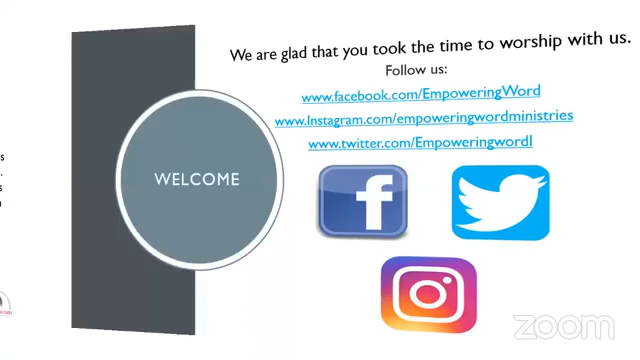 We are glad that you took the time to worship with us.
Follow us:
www.facebook.com/EmpoweringWord
www.Instagram.com/empoweringwordministries
www.twitter.com/EmpoweringwordI
WELCOME
zoom